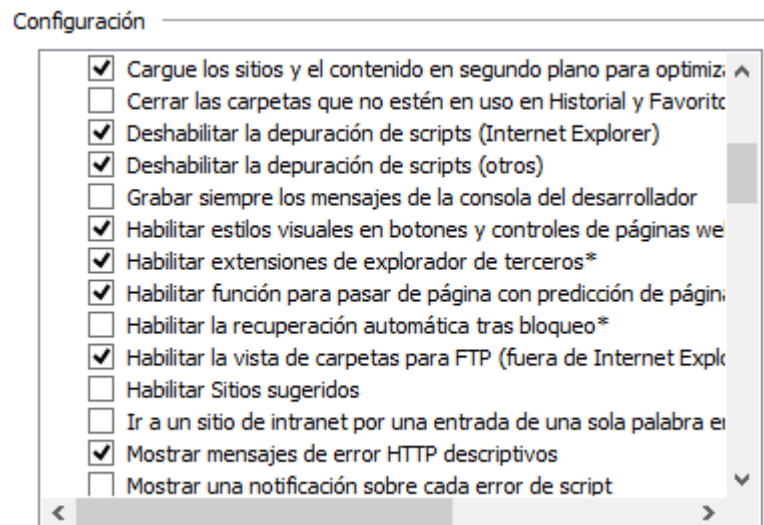 Configuración
Cargue los sitios y el contenido en segundo plano para optimiz
Cerrar las carpetas que no estén en uso en Historial y Favorito
Deshabilitar la depuración de scripts (Internet Explorer)
Deshabilitar la depuración de scripts (otros)
Grabar siempre los mensajes de la consola del desarrollador
Habilitar estilos visuales en botones y controles de páginas we
Habilitar extensiones de explorador de terceros*
Habilitar función para pasar de página con predicción de págin
Habilitar la recuperación automática tras bloqueo*
Habilitar la vista de carpetas para FTP (fuera de Internet Explo
Habilitar Sitios sugeridos
Ir a un sitio de intranet por una entrada de una sola palabra e
Mostrar mensajes de error HTTP descriptivos
Mostrar una notificación sobre cada error de script